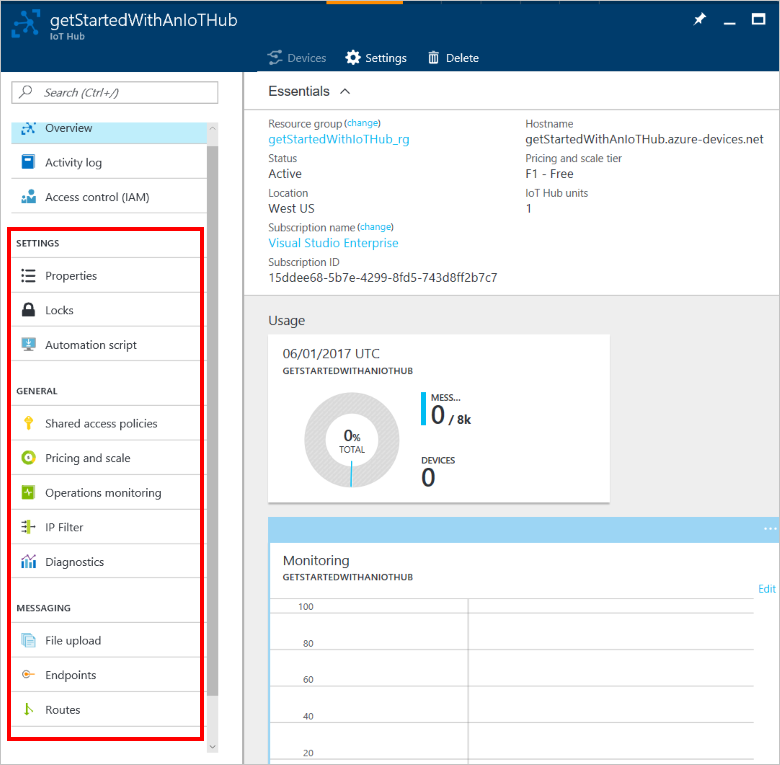 getStartedWithAnIoTHub
IoT Hub
Devices Settings Delete
Search (Ctrl+/)
Overview
Activity log
Access control (IAM)
SETTINGS
Properties
Locks
Automation script
GENERAL
Shared access policies
Pricing and scale
Operations monitoring
IP Filter
Diagnostics
MESSAGING
File upload
Endpoints
Routes
Essentials
Resource group (change)
getStartedWithIoTHub_rg
Status
Active
Location
West US
Subscription name (change)
Visual Studio Enterprise
Subscription ID
15ddee68-5b7e-4299-8fd5-743d8ff2b7c7
Hostname
getStartedWithAnIoTHub.azure-devices.net
Pricing and scale tier
F1 - Free
IoT Hub units
1
Usage
06/01/2017 UTC
GETSTARTEDWITHANIOTHUB
0%
TOTAL
MESS...
0 / 8k
DEVICES
0
...
Monitoring
GETSTARTEDWITHANIOTHUB
Edit
100
80
60
40
20